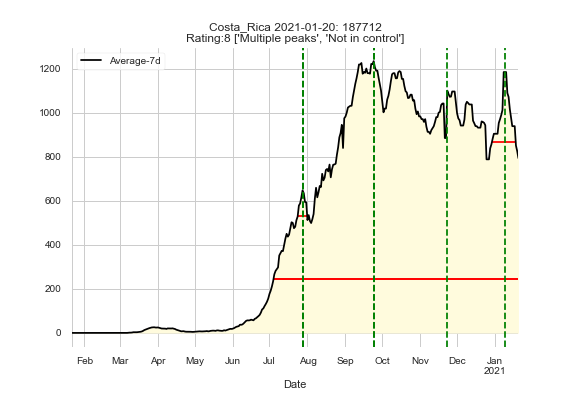 Costa_Rica 2021-01-20: 187712
Rating:8 ['Multiple peaks', 'Not in control']
Average-7d
1200
1000
800
600
400
200
0
Feb Mar Apr May Jun Jul Aug Sep Oct Nov Dec Jan
2021
Date